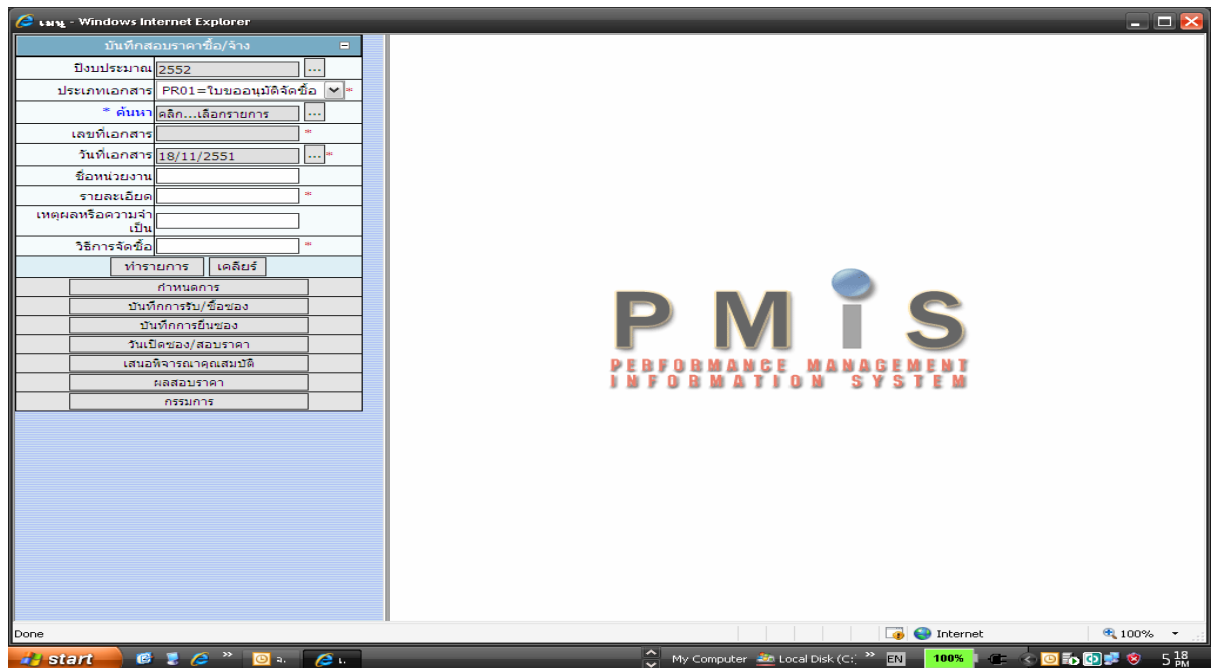 เมนู - Windows Internet Explorer
บันทึกสอบราคาซื้อ/จ้าง
ปีงบประมาณ 2552 ...
ประเภทเอกสาร PR01=ใบขออนุมัติจัดซื้อ *
* ค้นหา คลิก...เลือกรายการ ...
เลขที่เอกสาร *
วันที่เอกสาร 18/11/2551 ... *
ชื่อหน่วยงาน
รายละเอียด *
เหตุผลหรือความจำ
เป็น
วิธีการจัดซื้อ *
ทำรายการ เคลียร์
กำหนดการ
บันทึกการรับ/ซื้อซอง
บันทึกการยื่นซอง
วันเปิดซอง/สอบราคา
เสนอพิจารณาคุณสมบัติ
ผลสอบราคา
กรรมการ
PMiS
PERFORMANCE MANAGEMENT
INFORMATION SYSTEM
Done Internet 100%
start My Computer Local Disk (C:) EN 100% 5:18 PM